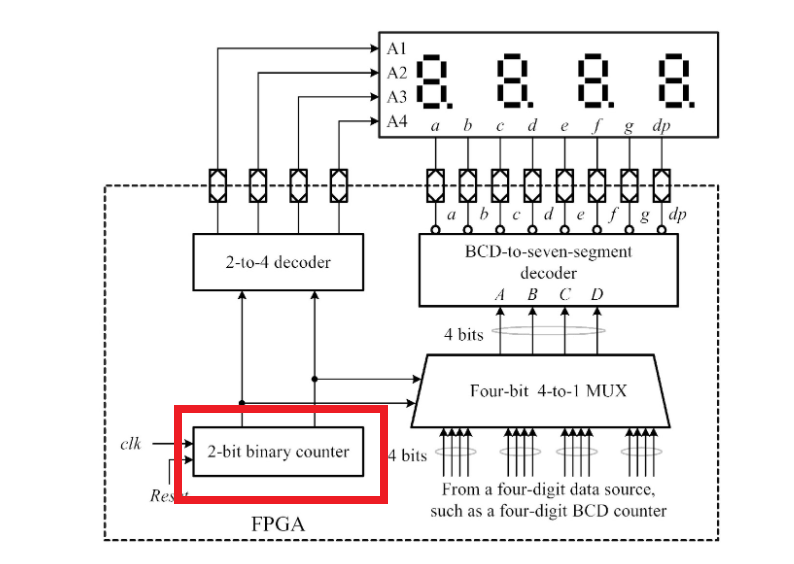 A1
A2
A3
A4
a b c d e f g dp
a b c d e f g dp
2-to-4 decoder
BCD-to-seven-segment
decoder
A B C D
4 bits
Four-bit 4-to-1 MUX
clk
2-bit binary counter
4 bits
Reset
From a four-digit data source,
such as a four-digit BCD counter
FPGA